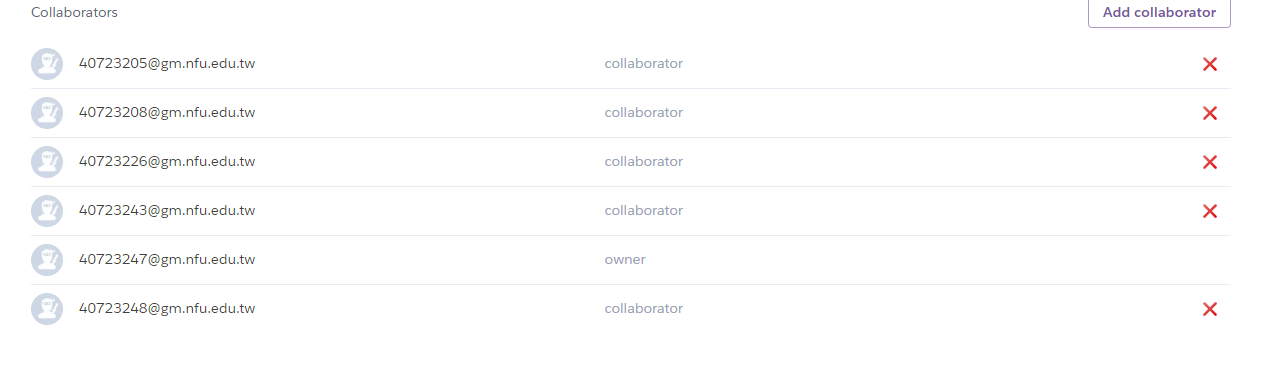 Collaborators Add collaborator
40723205@gm.nfu.edu.tw collaborator
40723208@gm.nfu.edu.tw collaborator
40723226@gm.nfu.edu.tw collaborator
40723243@gm.nfu.edu.tw collaborator
40723247@gm.nfu.edu.tw owner
40723248@gm.nfu.edu.tw collaborator